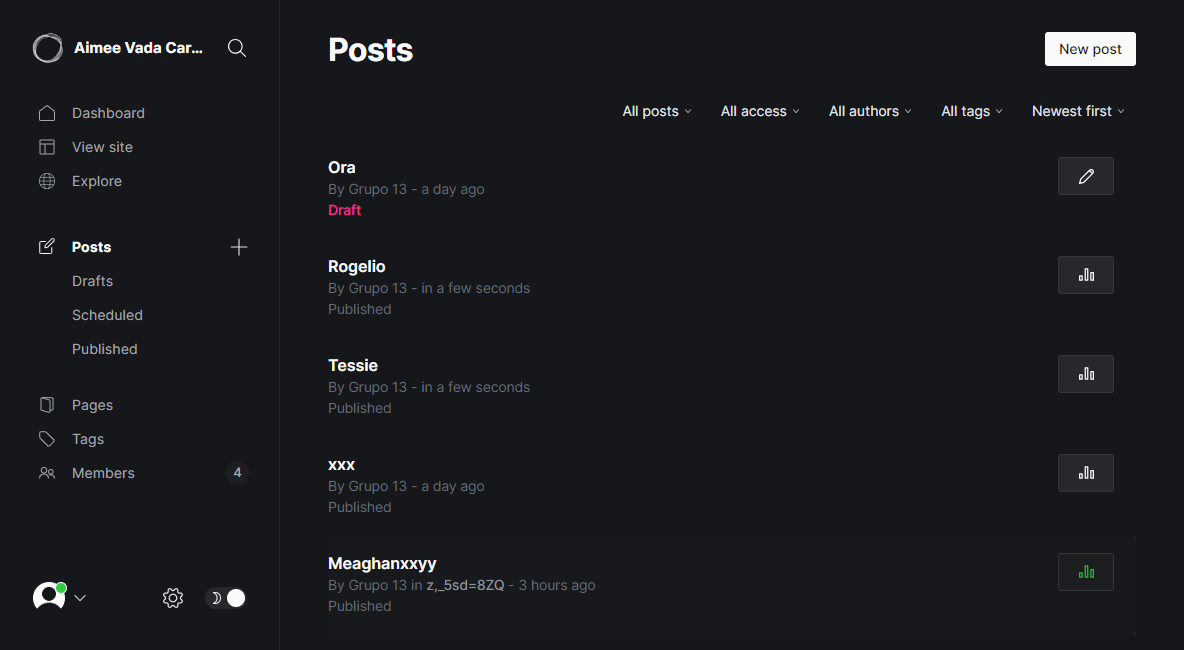 Aimee Vada Car...
Dashboard
View site
Explore
Posts
Drafts
Scheduled
Published
Pages
Tags
Members
4
Posts
New post
All posts
All access
All authors
All tags
Newest first
Ora
By Grupo 13 - a day ago
Draft
Rogelio
By Grupo 13 - in a few seconds
Published
Tessie
By Grupo 13 - in a few seconds
Published
xxx
By Grupo 13 - a day ago
Published
Meaghanxxyy
By Grupo 13 in z,_5sd=8ZQ - 3 hours ago
Published